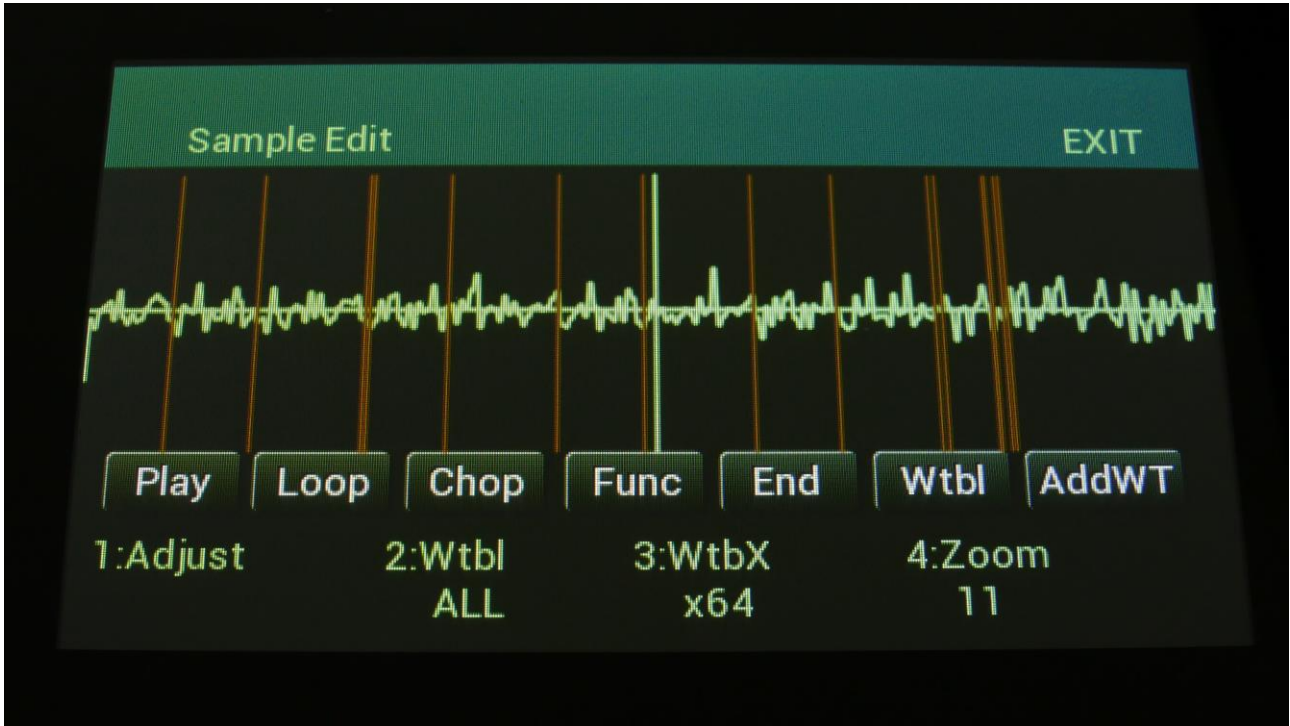 Sample Edit EXIT
Play Loop Chop Func End Wtbl AddWT
1:Adjust 2:Wtbl 3:WtbX 4:Zoom
ALL x64 11